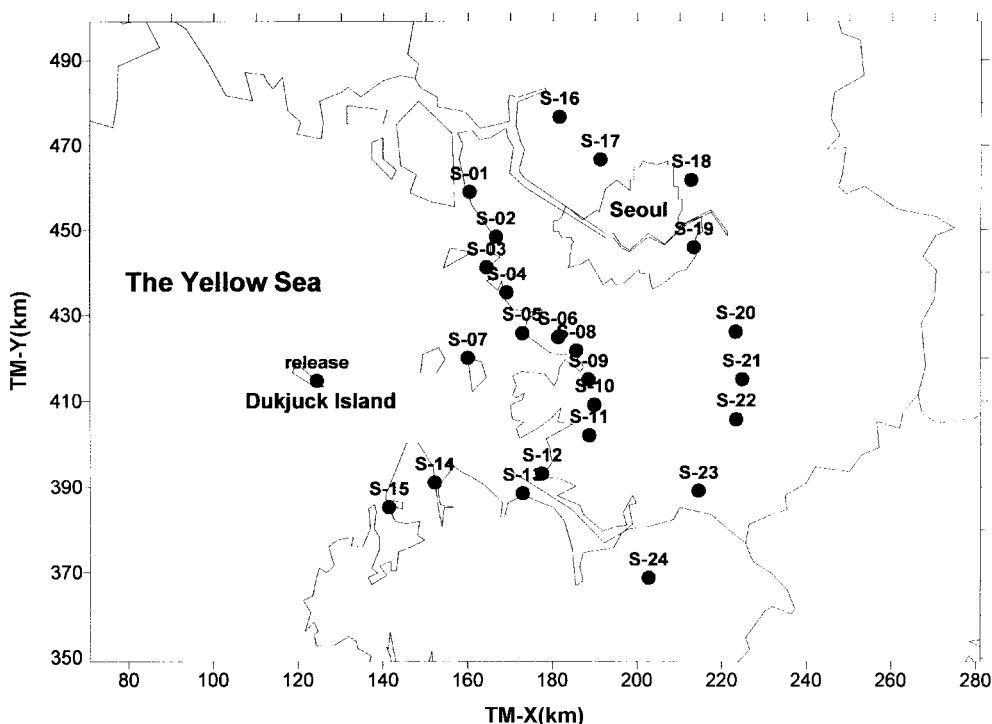 490
470
450
430
410
390
370
350
TM-Y(km)
S-16
S-17
S-18
S-01
Seoul
S-02
S-19
S-03
S-04
The Yellow Sea
S-05
S-06
S-20
S-08
S-07
release
S-09
S-21
Dukjuck Island
S-10
S-22
S-11
S-12
S-14
S-13
S-23
S-15
S-24
80 100 120 140 160 180 200 220 240 260 280
TM-X(km)